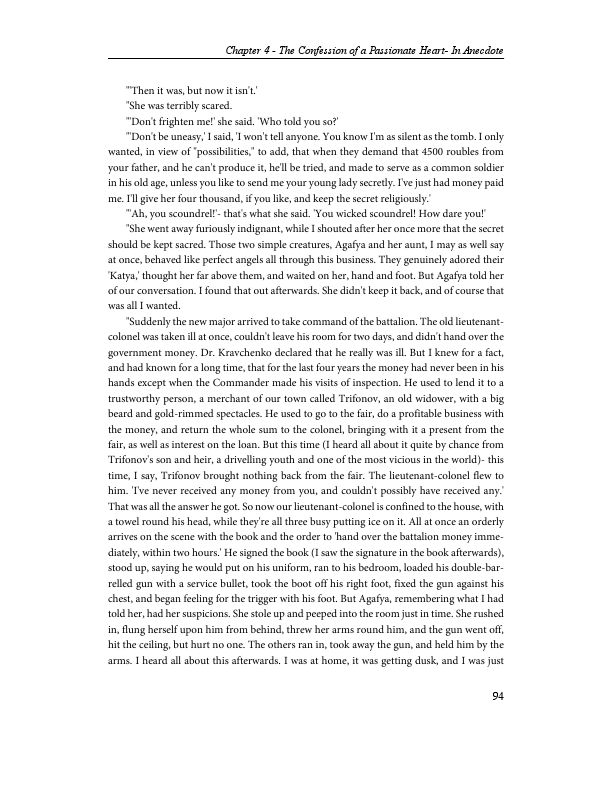 Chapter 4 - The Confession of a Passionate Heart- In Anecdote
"'Then it was, but now it isn't.'
"She was terribly scared.
"'Don't frighten me!' she said. 'Who told you so?'
"'Don't be uneasy,' I said, 'I won't tell anyone. You know I'm as silent as the tomb. I only
wanted, in view of "possibilities," to add, that when they demand that 4500 roubles from
your father, and he can't produce it, he'll be tried, and made to serve as a common soldier
in his old age, unless you like to send me your young lady secretly. I've just had money paid
me. I'll give her four thousand, if you like, and keep the secret religiously.'
"'Ah, you scoundrel!'- that's what she said. 'You wicked scoundrel! How dare you!'
"She went away furiously indignant, while I shouted after her once more that the secret
should be kept sacred. Those two simple creatures, Agafya and her aunt, I may as well say
at once, behaved like perfect angels all through this business. They genuinely adored their
'Katya,' thought her far above them, and waited on her, hand and foot. But Agafya told her
of our conversation. I found that out afterwards. She didn't keep it back, and of course that
was all I wanted.
"Suddenly the new major arrived to take command of the battalion. The old lieutenant-
colonel was taken ill at once, couldn't leave his room for two days, and didn't hand over the
government money. Dr. Kravchenko declared that he really was ill. But I knew for a fact,
and had known for a long time, that for the last four years the money had never been in his
hands except when the Commander made his visits of inspection. He used to lend it to a
trustworthy person, a merchant of our town called Trifonov, an old widower, with a big
beard and gold-rimmed spectacles. He used to go to the fair, do a profitable business with
the money, and return the whole sum to the colonel, bringing with it a present from the
fair, as well as interest on the loan. But this time (I heard all about it quite by chance from
Trifonov's son and heir, a drivelling youth and one of the most vicious in the world)- this
time, I say, Trifonov brought nothing back from the fair. The lieutenant-colonel flew to
him. 'I've never received any money from you, and couldn't possibly have received any.'
That was all the answer he got. So now our lieutenant-colonel is confined to the house, with
a towel round his head, while they're all three busy putting ice on it. All at once an orderly
arrives on the scene with the book and the order to 'hand over the battalion money imme-
diately, within two hours.' He signed the book (I saw the signature in the book afterwards),
stood up, saying he would put on his uniform, ran to his bedroom, loaded his double-bar-
relled gun with a service bullet, took the boot off his right foot, fixed the gun against his
chest, and began feeling for the trigger with his foot. But Agafya, remembering what I had
told her, had her suspicions. She stole up and peeped into the room just in time. She rushed
in, flung herself upon him from behind, threw her arms round him, and the gun went off,
hit the ceiling, but hurt no one. The others ran in, took away the gun, and held him by the
arms. I heard all about this afterwards. I was at home, it was getting dusk, and I was just
94